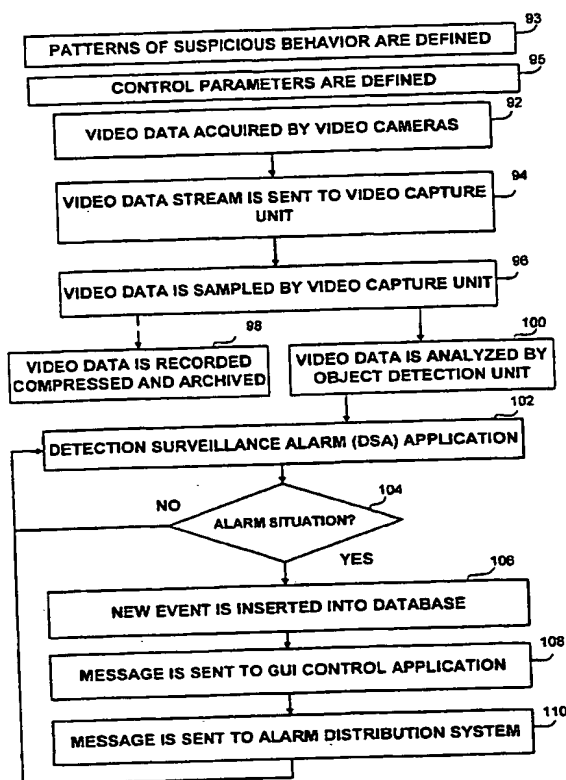 93
PATTERNS OF SUSPICIOUS BEHAVIOR ARE DEFINED
95
CONTROL PARAMETERS ARE DEFINED
92
VIDEO DATA ACQUIRED BY VIDEO CAMERAS
94
VIDEO DATA STREAM IS SENT TO VIDEO CAPTURE
UNIT
96
VIDEO DATA IS SAMPLED BY VIDEO CAPTURE UNIT
98
VIDEO DATA IS RECORDED
COMPRESSED AND ARCHIVED
100
VIDEO DATA IS ANALYZED BY
OBJECT DETECTION UNIT
102
DETECTION SURVEILLANCE ALARM (DSA) APPLICATION
104
NO
ALARM SITUATION?
YES
106
NEW EVENT IS INSERTED INTO DATABASE
108
MESSAGE IS SENT TO GUI CONTROL APPLICATION
110
MESSAGE IS SENT TO ALARM DISTRIBUTION SYSTEM